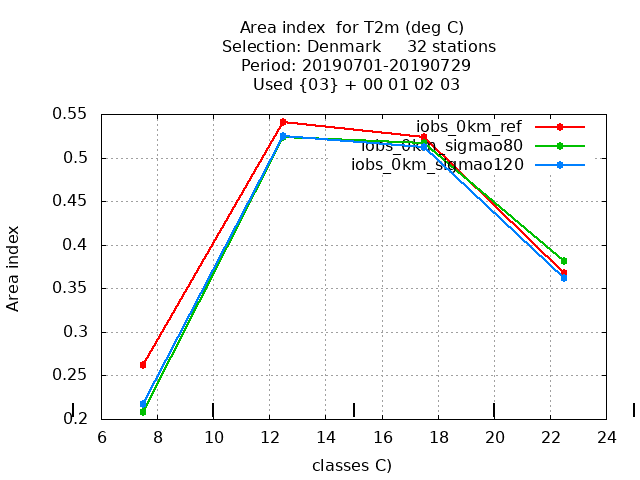 Area index  for T2m (deg C)
Selection: Denmark     32 stations
Period: 20190701-20190729
Used {03} + 00 01 02 03
0.55
0.5
0.45
0.4
0.35
0.3
0.25
0.2
Area index
iobs_0km_ref
iobs_0km_sigmao80
iobs_0km_sigmao120
6 8 10 12 14 16 18 20 22 24
classes C)